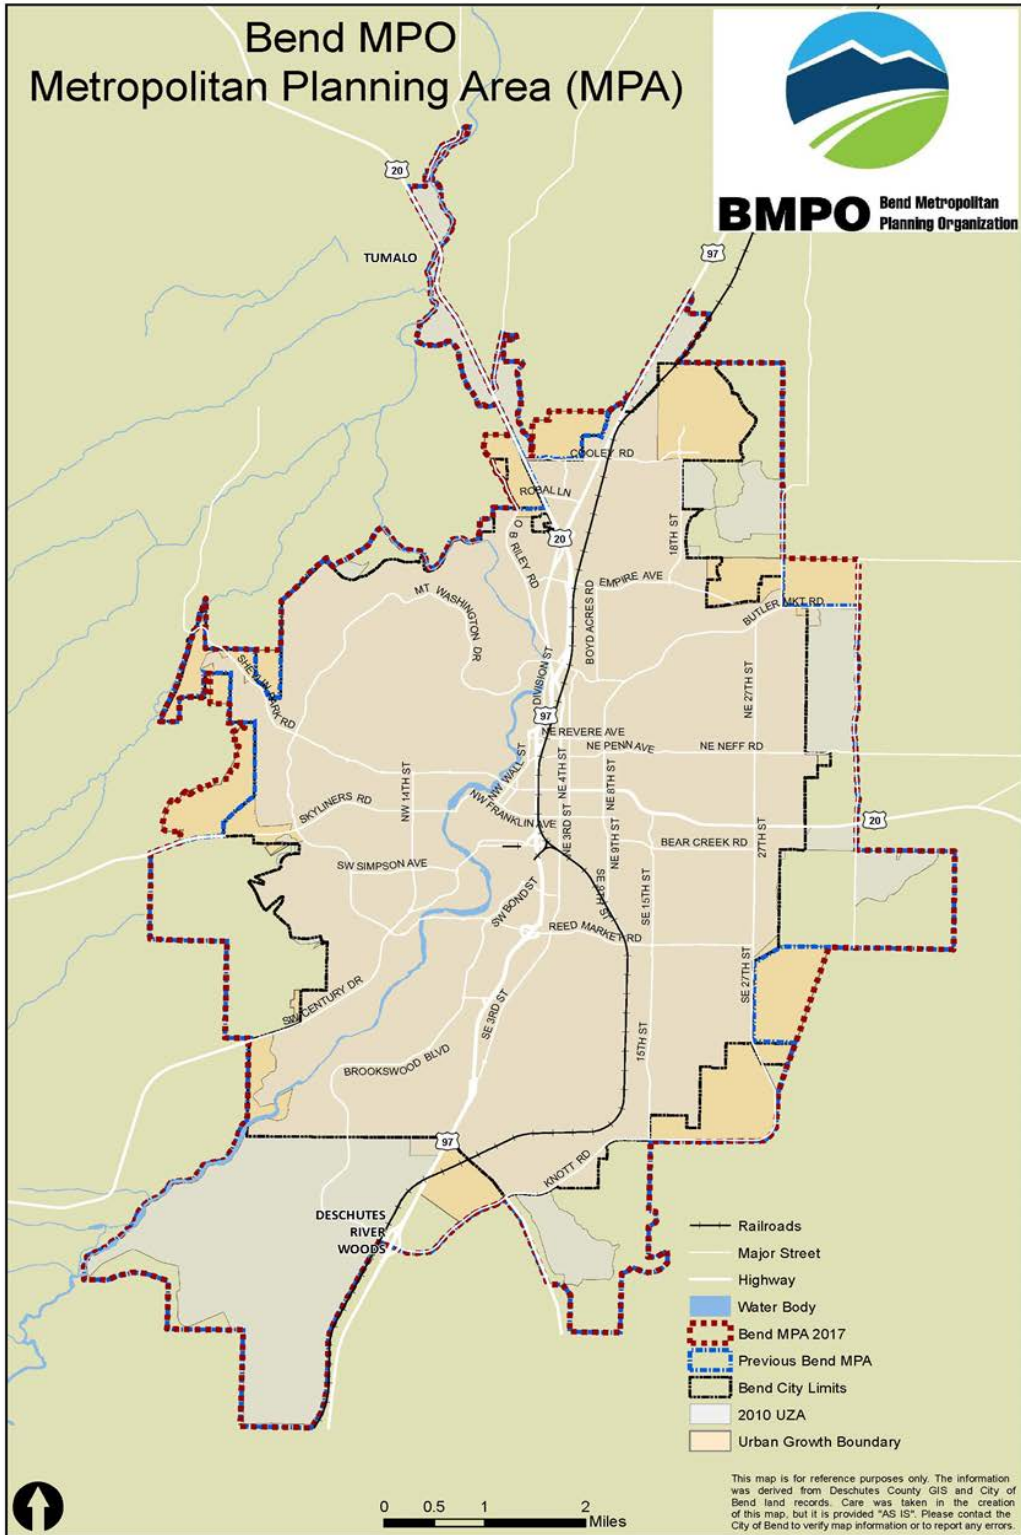 Bend MPO
Metropolitan Planning Area (MPA)
BMPO
Bend Metropolitan
Planning Organization
20
97
TUMALO
COOLEY RD
ROBAL LN
20
O B RILEY RD
18TH ST
EMPIRE AVE
BOYD ACRES RD
BUTLER MKT RD
MT WASHINGTON DR
SHEVLIN PARK RD
DIVISION ST
97
NE 27TH ST
NE REVERE AVE
NE PENN AVE
NE NEFF RD
NW WALL ST
NW 14TH ST
NE 4TH ST
NE 8TH ST
SKYLINERS RD
NW FRANKLIN AVE
NE 3RD ST
NE 9TH ST
27TH ST
20
BEAR CREEK RD
SW SIMPSON AVE
SW BOND ST
SE 9TH ST
SE 15TH ST
REED MARKET RD
SE 27TH ST
SW CENTURY DR
SE 3RD ST
15TH ST
BROOKSWOOD BLVD
97
KNOTT RD
DESCHUTES
RIVER
WOODS
Railroads
Major Street
Highway
Water Body
Bend MPA 2017
Previous Bend MPA
Bend City Limits
2010 UZA
Urban Growth Boundary
0 0.5 1 2
Miles
This map is for reference purposes only. The information
was derived from Deschutes County GIS and City of
Bend land records. Care was taken in the creation
of this map, but it is provided "AS IS". Please contact the
City of Bend to verify map information or to report any errors.